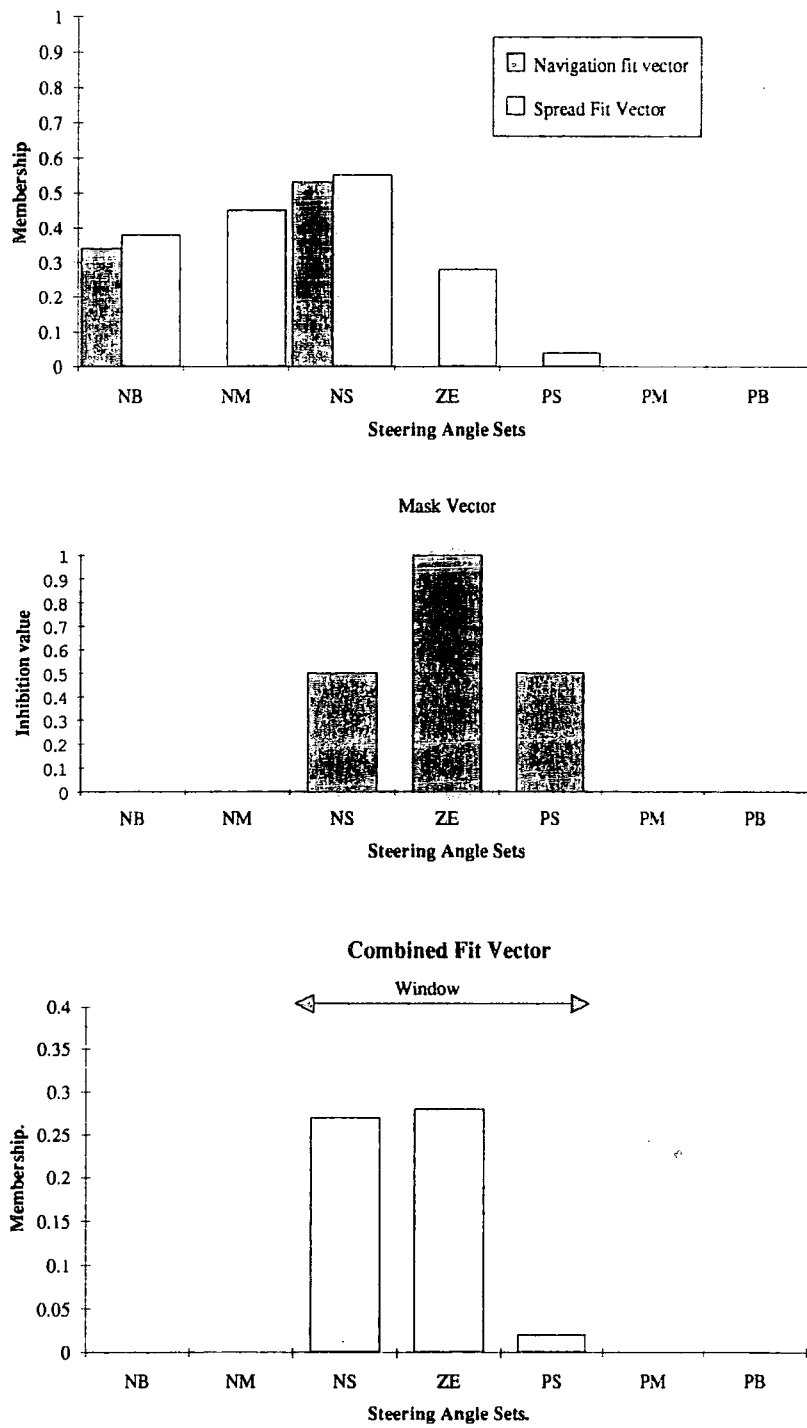 1
0.9
0.8
0.7
0.6
0.5
0.4
0.3
0.2
0.1
0
Membership
Navigation fit vector
Spread Fit Vector
NB NM NS ZE PS PM PB
Steering Angle Sets
Mask Vector
1
0.9
0.8
0.7
0.6
0.5
0.4
0.3
0.2
0.1
0
Inhibition value
NB NM NS ZE PS PM PB
Steering Angle Sets
Combined Fit Vector
Window
0.4
0.35
0.3
0.25
0.2
0.15
0.1
0.05
0
Membership.
NB NM NS ZE PS PM PB
Steering Angle Sets.